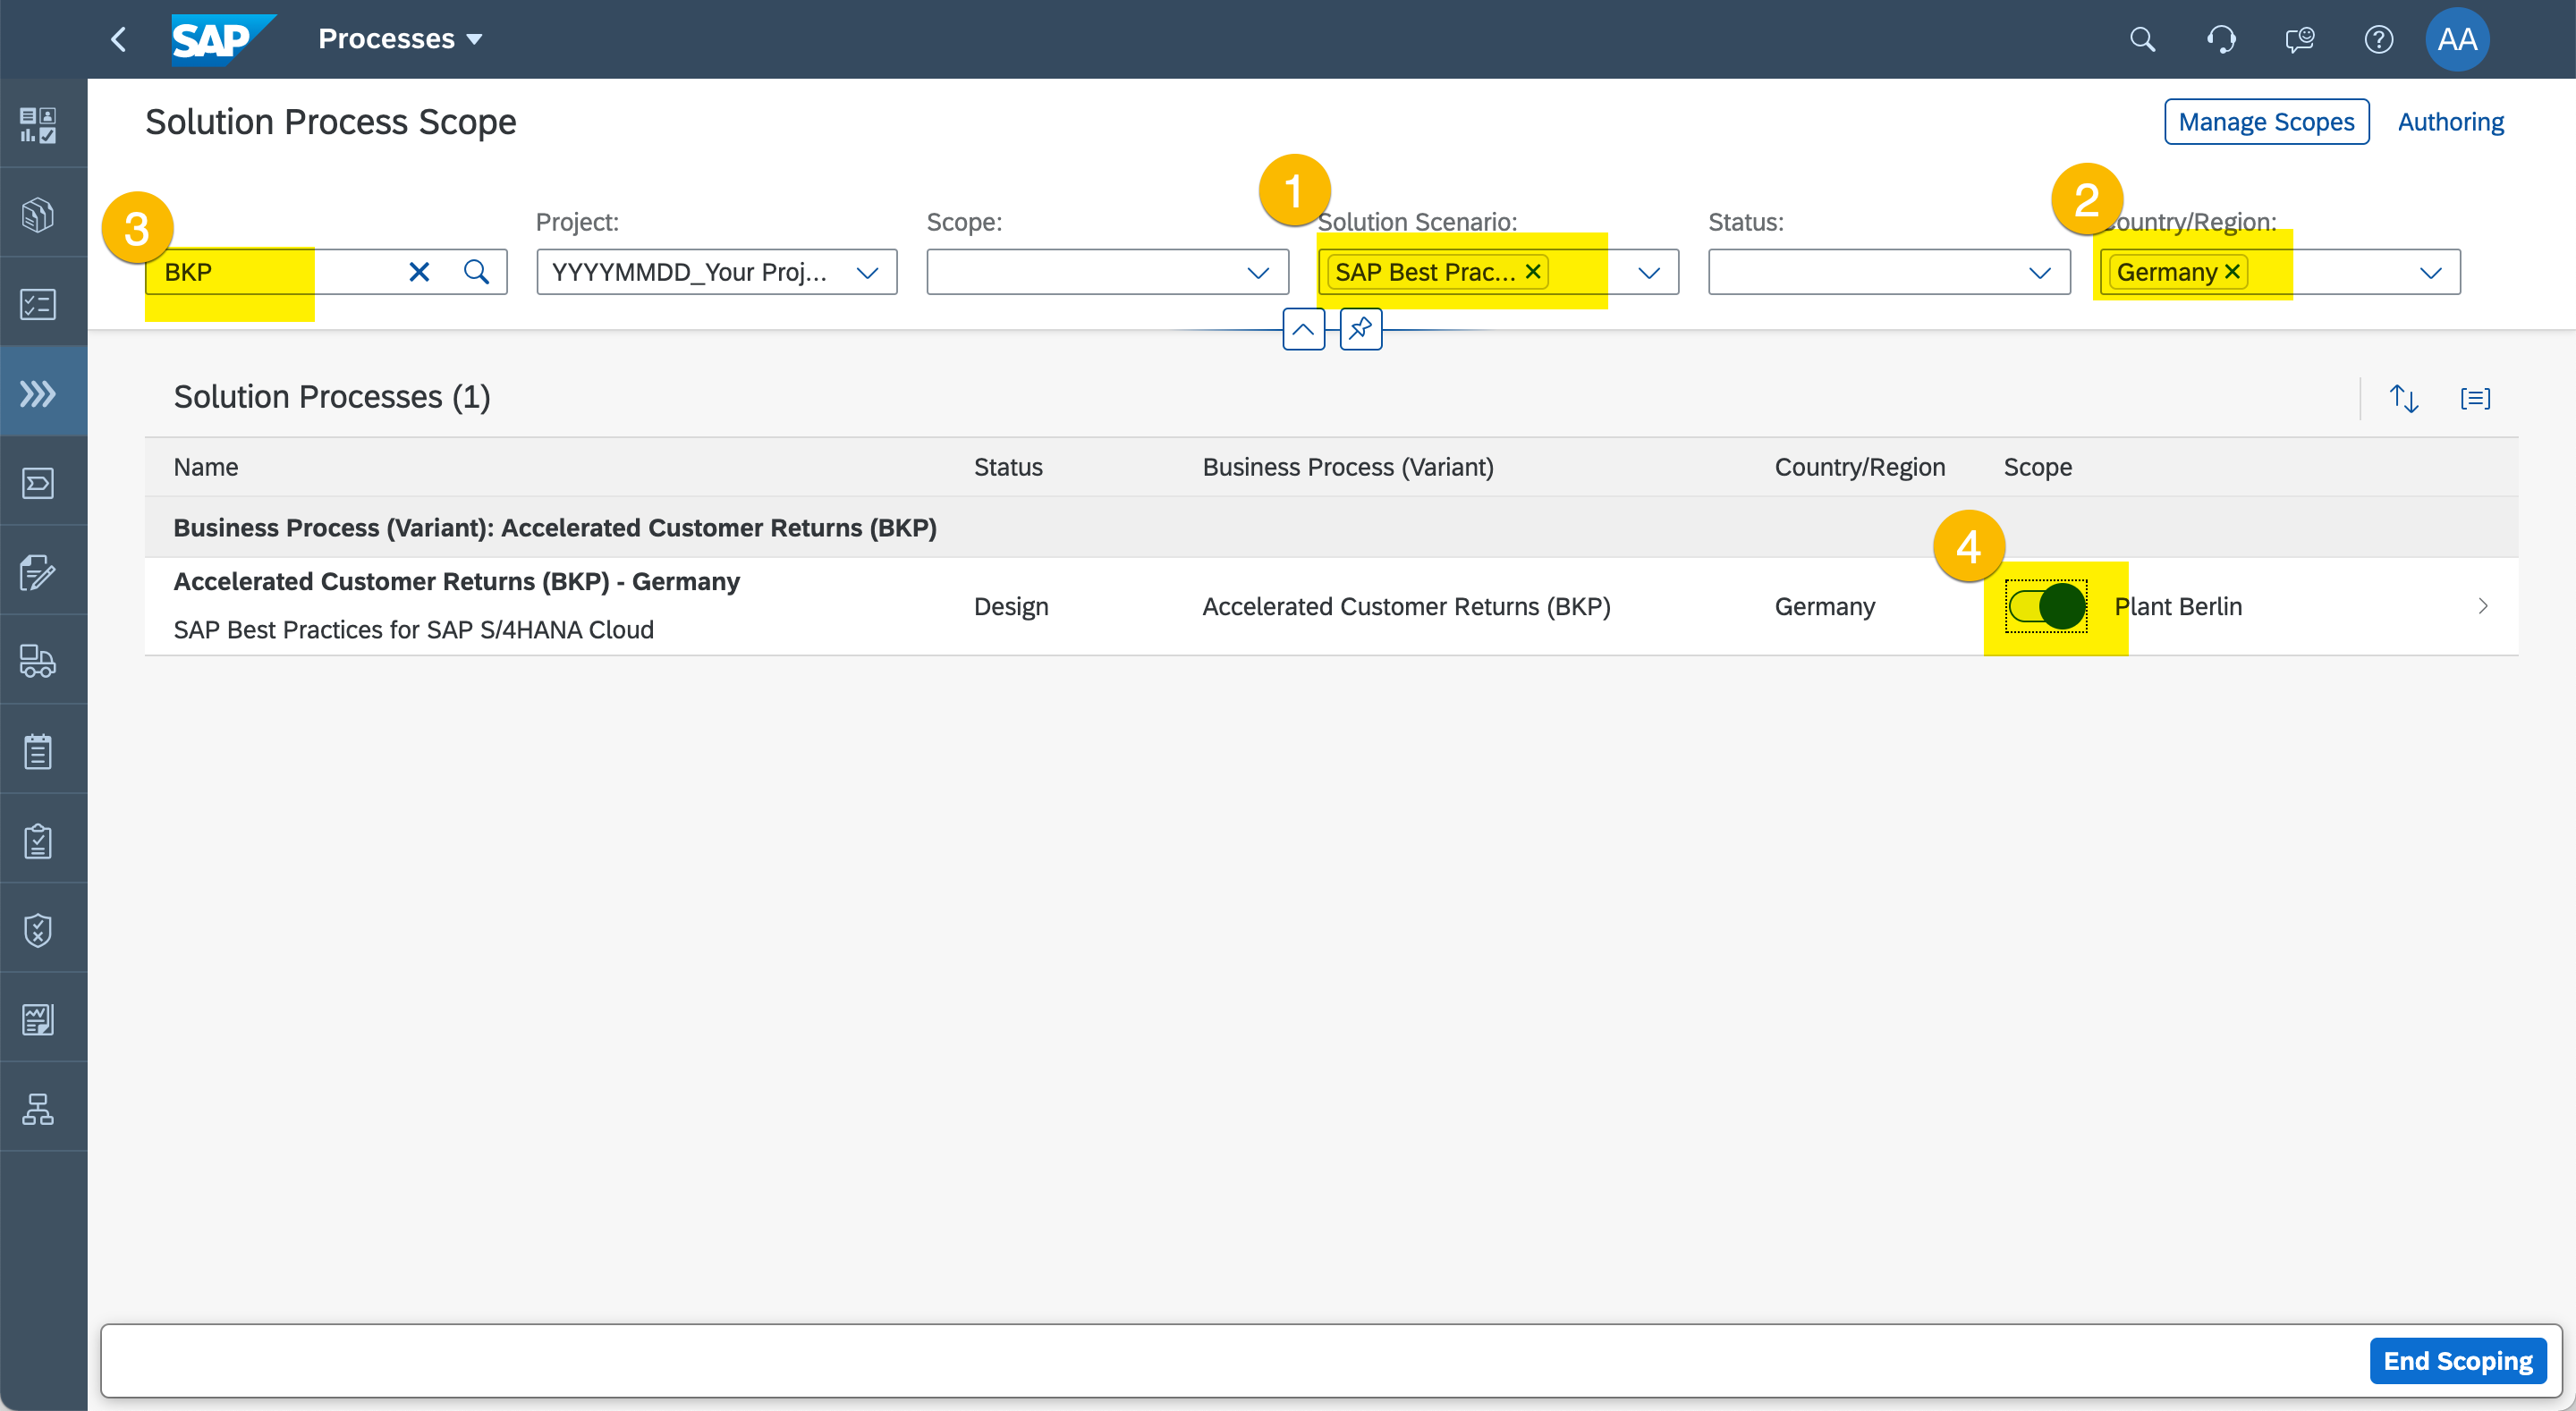 SAP Processes AA
Solution Process Scope Manage Scopes Authoring
3 Project: Scope: 1 Solution Scenario: Status: 2 ountry/Region:
BKP YYYYMMDD_Your Proj... SAP Best Prac... Germany
Solution Processes (1)
Name Status Business Process (Variant) Country/Region Scope
Business Process (Variant): Accelerated Customer Returns (BKP)
4
Accelerated Customer Returns (BKP) - Germany
Design Accelerated Customer Returns (BKP) Germany Plant Berlin
SAP Best Practices for SAP S/4HANA Cloud
End Scoping